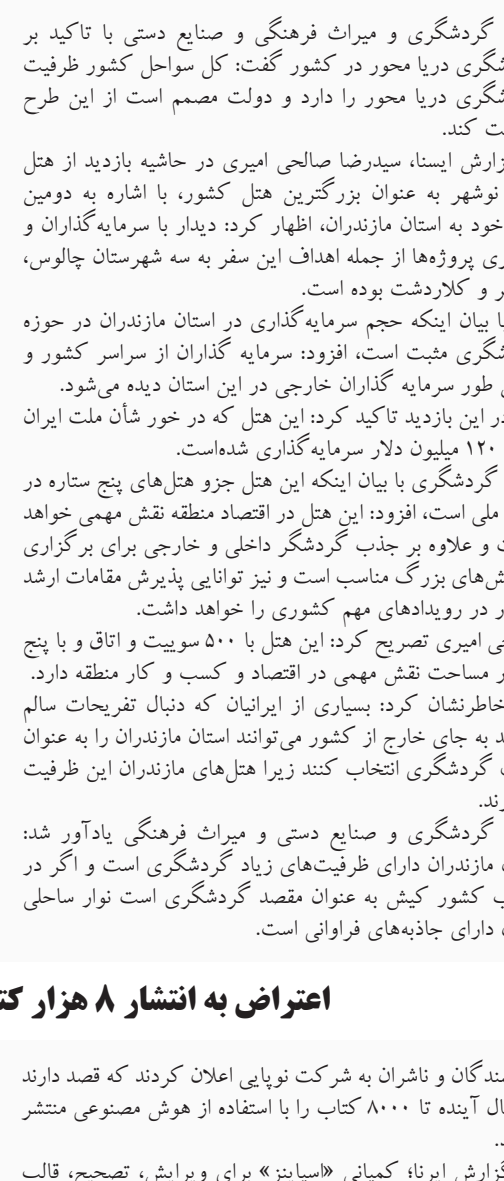 گردشگری و میراث فرهنگی و صنایع دستی با تاکید بر
دریا محور در کشور گفت: کل سواحل کشور ظرفیت
دریا محور را دارد و دولت مصمم است از این طرح
کند.
ایسنا، سیدرضا صالحی امیری در حاشیه بازدید از هتل
نوشهر به عنوان بزرگترین هتل کشور، با اشاره به دومین
خود به استان مازندران، اظهار کرد: دیدار با سرمایه‌گذاران و
پروژه‌ها از جمله اهداف این سفر به سه شهرستان چالوس،
و کلاردشت بوده است.
بیان اینکه حجم سرمایه‌گذاری در استان مازندران در حوزه
مثبت است، افزود: سرمایه گذاران از سراسر کشور و
طور سرمایه گذاران خارجی در این استان دیده می‌شود.
این بازدید تاکید کرد: این هتل که در خور شأن ملت ایران
۱۲۰ میلیون دلار سرمایه‌گذاری شده‌است.
گردشگری با بیان اینکه این هتل جزو هتل‌های پنج ستاره در
ملی است، افزود: این هتل در اقتصاد منطقه نقش مهمی خواهد
و علاوه بر جذب گردشگر داخلی و خارجی برای برگزاری
بزرگ مناسب است و نیز توانایی پذیرش مقامات ارشد
در رویدادهای مهم کشوری را خواهد داشت.
امیری تصریح کرد: این هتل با ۵۰۰ سوییت و اتاق و با پنج
مساحت نقش مهمی در اقتصاد و کسب و کار منطقه دارد.
خاطرنشان کرد: بسیاری از ایرانیان که دنبال تفریحات سالم
به جای خارج از کشور می‌توانند استان مازندران را به عنوان
گردشگری انتخاب کنند زیرا هتل‌های مازندران این ظرفیت
گردشگری و صنایع دستی و میراث فرهنگی یادآور شد:
مازندران دارای ظرفیت‌های زیاد گردشگری است و اگر در
کشور کیش به عنوان مقصد گردشگری است نوار ساحلی
دارای جاذبه‌های فراوانی است.
اعتراض به انتشار ۸ هزار
و ناشران به شرکت نوپایی اعلان کردند که قصد دارند
آینده تا ۸۰۰۰ کتاب را با استفاده از هوش مصنوعی منتشر
گزارش ایرنا؛ کمپانی «اسپاینز» برای ویرایش، تصحیح، قالب